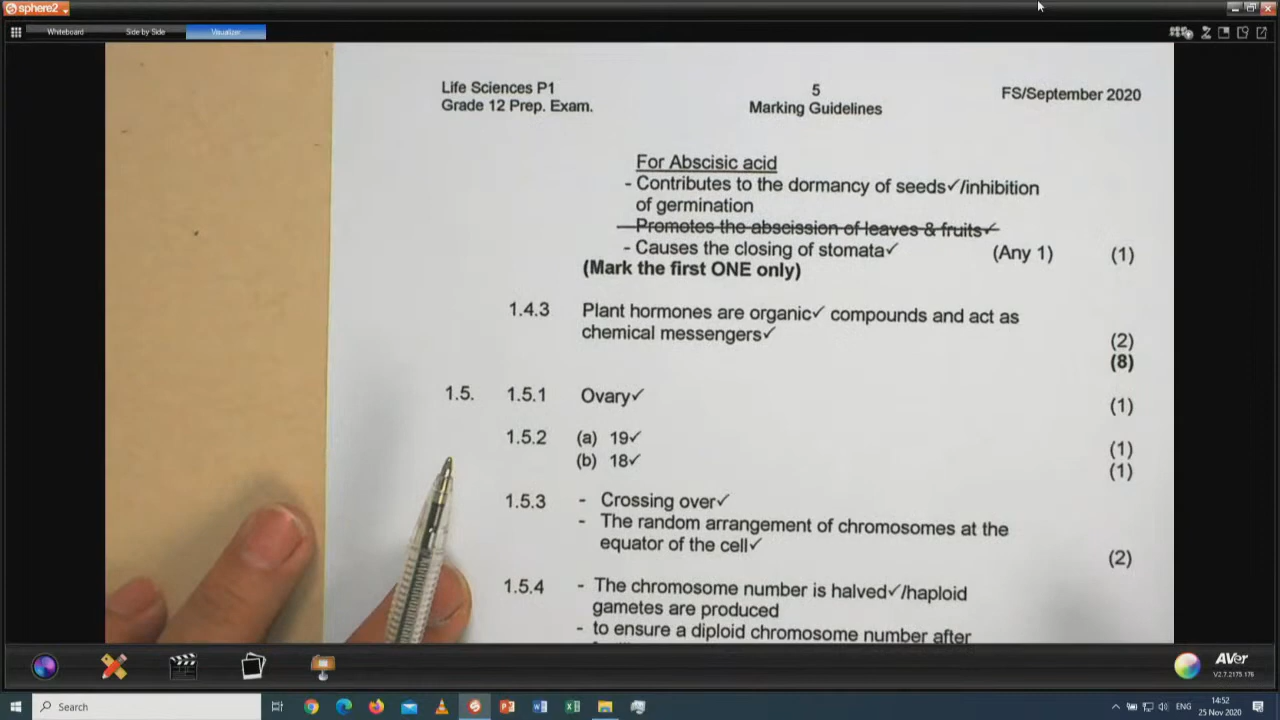 sphere2
Whiteboard
Side by Side
Visualizer
Life Sciences P1 5 FS/September 2020
Grade 12 Prep. Exam. Marking Guidelines
For Abscisic acid
- Contributes to the dormancy of seeds✓/inhibition
of germination
- Promotes the abscission of leaves & fruits✓
- Causes the closing of stomata✓ (Any 1) (1)
(Mark the first ONE only)
1.4.3 Plant hormones are organic✓ compounds and act as
chemical messengers✓ (2)
(8)
1.5. 1.5.1 Ovary✓ (1)
1.5.2 (a) 19✓ (1)
(b) 18✓ (1)
1.5.3 - Crossing over✓
- The random arrangement of chromosomes at the
equator of the cell✓ (2)
1.5.4 - The chromosome number is halved✓/haploid
gametes are produced
- to ensure a diploid chromosome number after
AVer
V2.7.2175.176
Search
ENG
14:52
25 Nov 2020